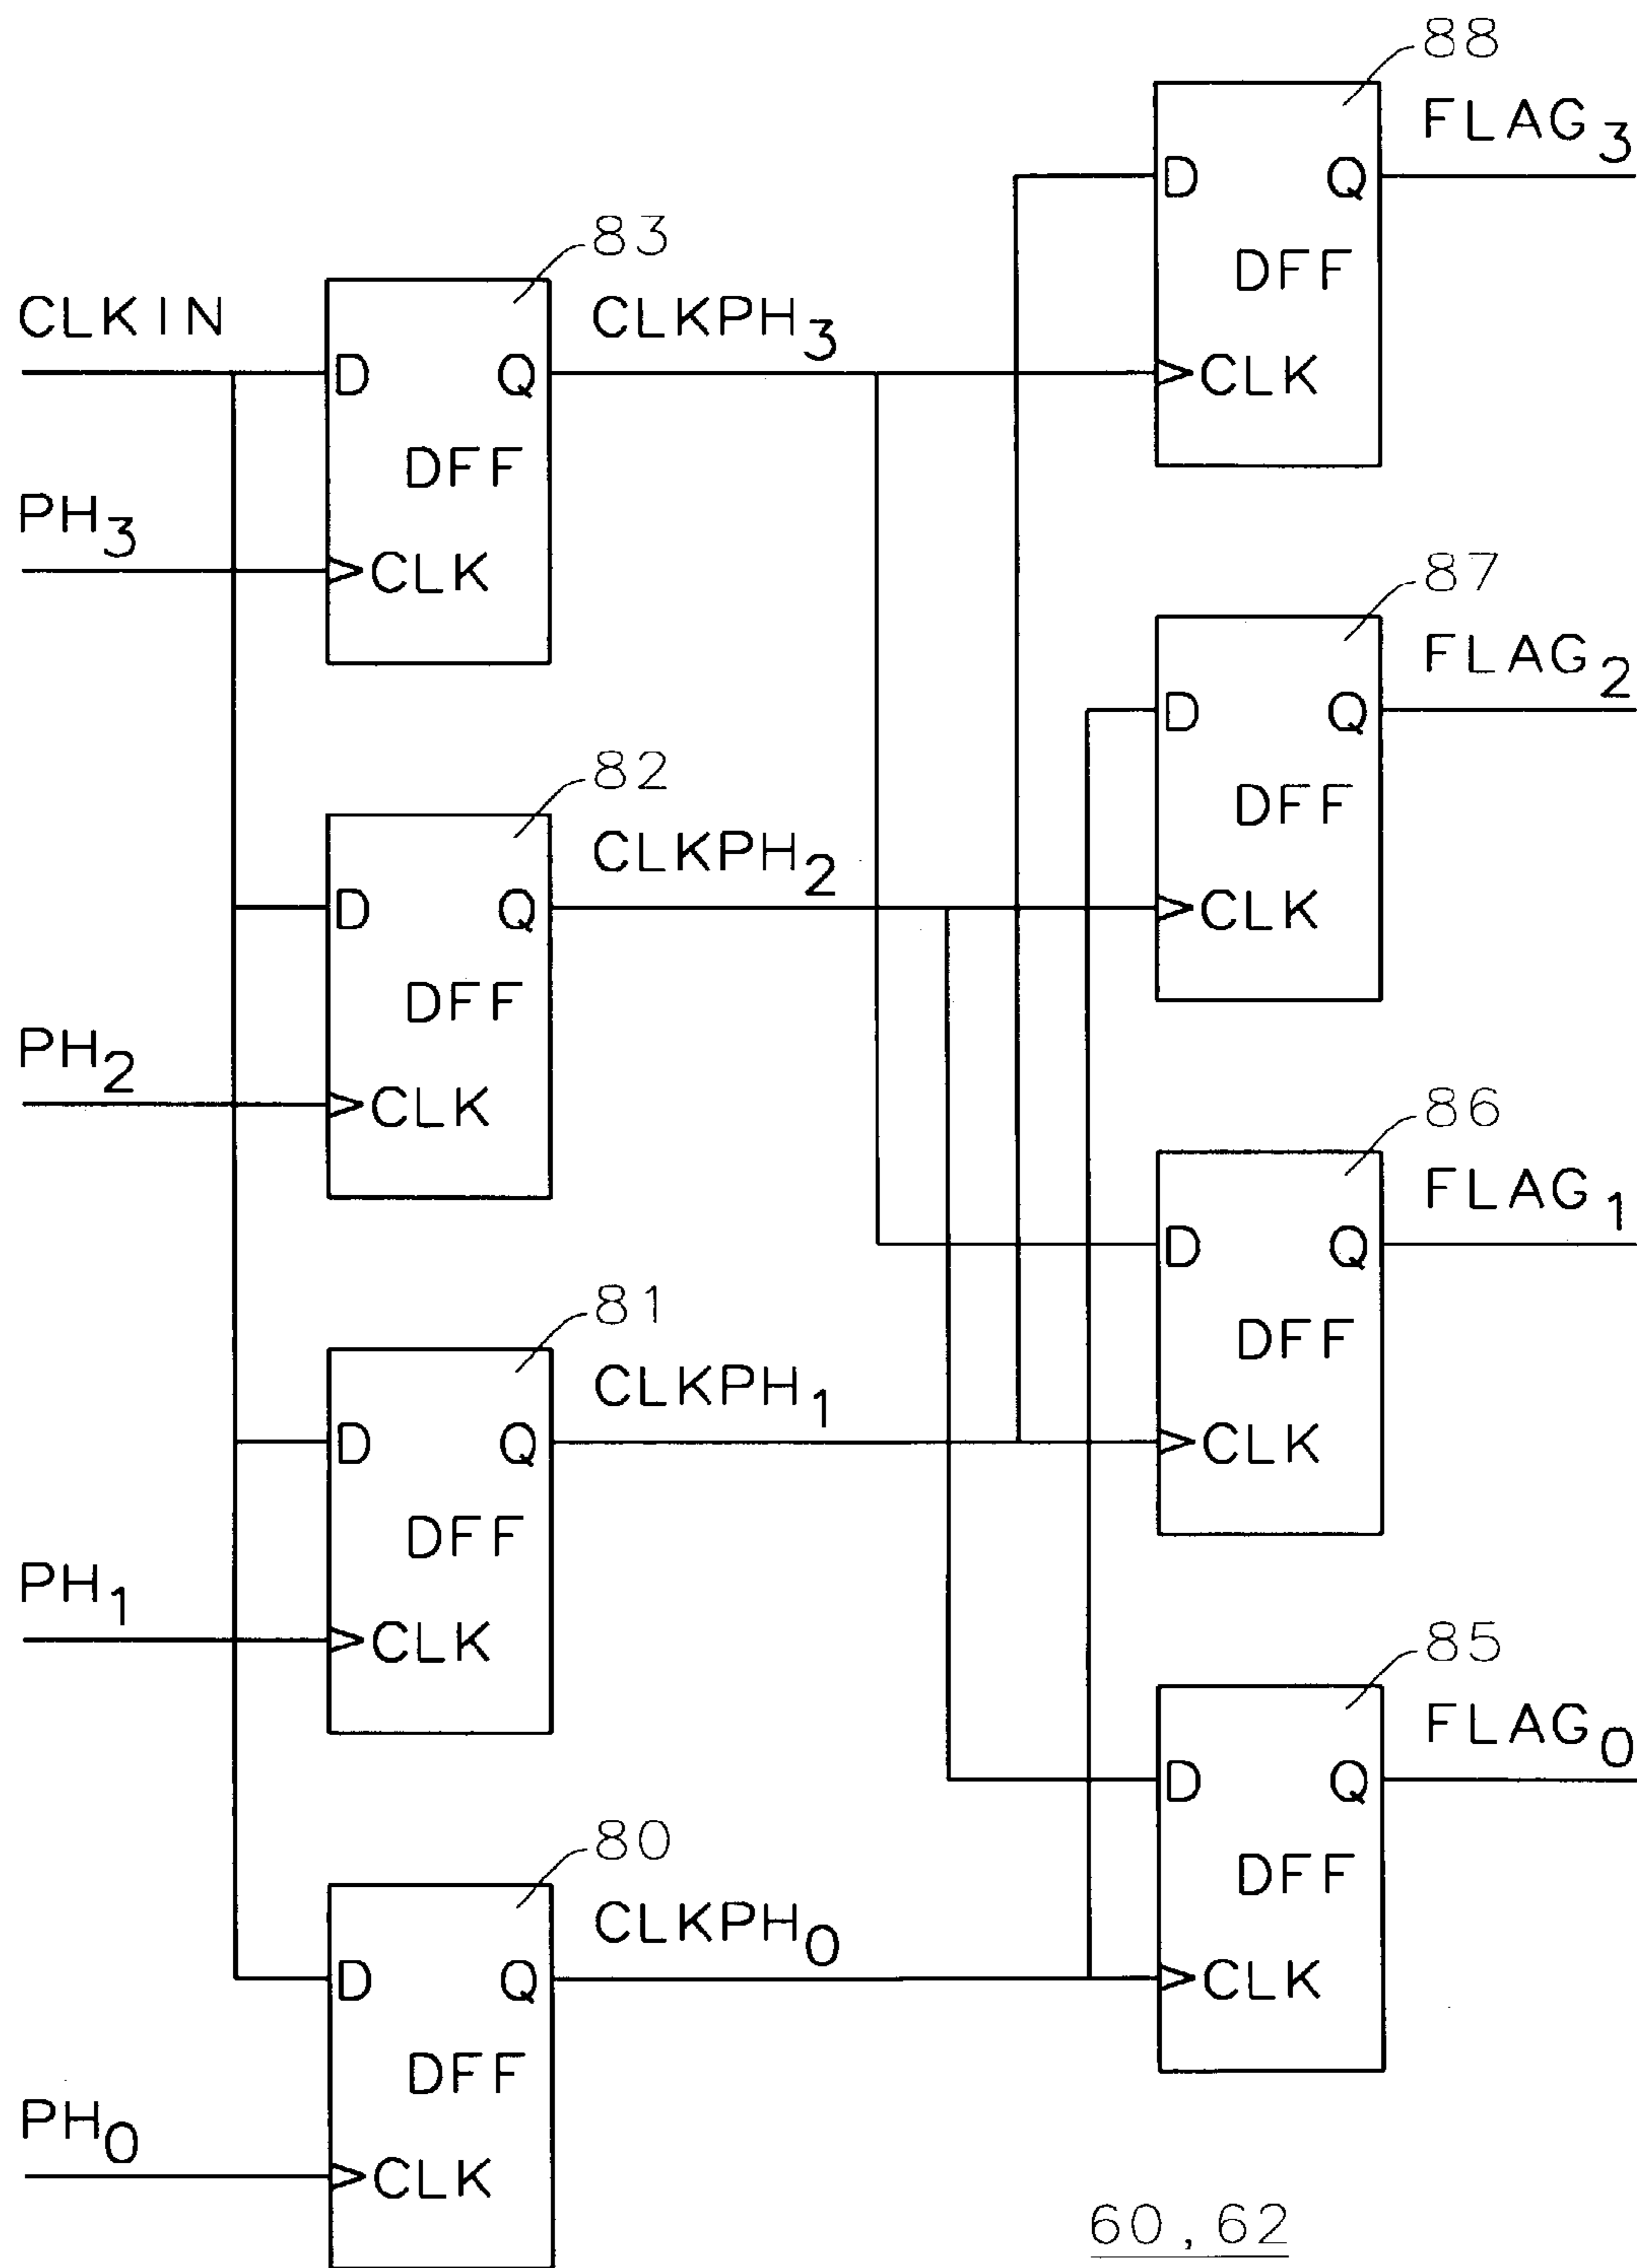 88
FLAG3
D Q
DFF
CLK
83
CLKIN
CLKPH3
D Q
DFF
PH3
CLK
87
FLAG2
D Q
DFF
CLK
82
CLKPH2
D Q
DFF
PH2
CLK
86
FLAG1
D Q
DFF
CLK
81
CLKPH1
D Q
DFF
PH1
CLK
85
FLAG0
D Q
DFF
CLK
80
CLKPH0
D Q
DFF
PH0
CLK
60, 62